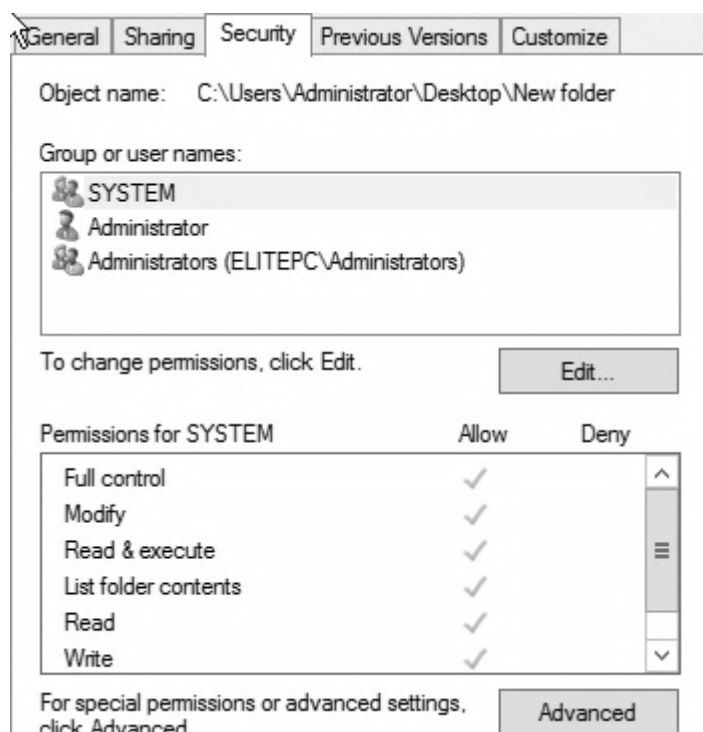 General Sharing Security Previous Versions Customize
Object name: C:\Users\Administrator\Desktop\New folder
Group or user names:
SYSTEM
Administrator
Administrators (ELITEPC\Administrators)
To change permissions, click Edit.
Edit...
Permissions for SYSTEM Allow Deny
Full control
Modify
Read & execute
List folder contents
Read
Write
For special permissions or advanced settings,
click Advanced
Advanced